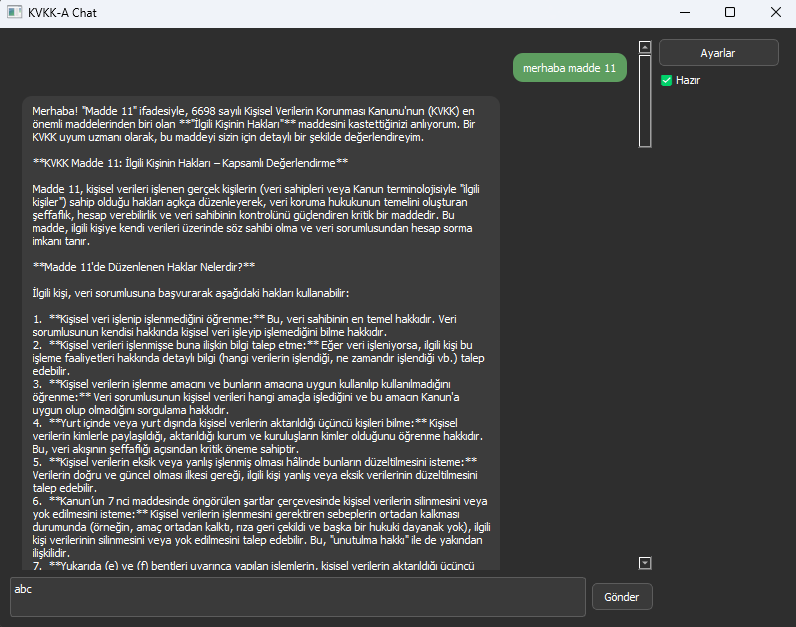 KVKK-A Chat
Ayarlar
Hazır
merhaba madde 11
Merhaba! "Madde 11" ifadesiyle, 6698 sayılı Kişisel Verilerin Korunması Kanunu'nun (KVKK) en
önemli maddelerinden biri olan **"İlgili Kişinin Hakları"** maddesini kastettiğinizi anlıyorum. Bir
KVKK uyum uzmanı olarak, bu maddeyi sizin için detaylı bir şekilde değerlendireyim.
**KVKK Madde 11: İlgili Kişinin Hakları – Kapsamlı Değerlendirme**
Madde 11, kişisel verileri işlenen gerçek kişilerin (veri sahipleri veya Kanun terminolojisiyle "ilgili
kişiler") sahip olduğu hakları açıkça düzenleyerek, veri koruma hukukunun temelini oluşturan
şeffaflık, hesap verebilirlik ve veri sahibinin kontrolünü güçlendiren kritik bir maddedir. Bu
madde, ilgili kişiye kendi verileri üzerinde söz sahibi olma ve veri sorumlusundan hesap sorma
imkanı tanır.
**Madde 11'de Düzenlenen Haklar Nelerdir?**
İlgili kişi, veri sorumlusuna başvurarak aşağıdaki hakları kullanabilir:
1. **Kişisel veri işlenip işlenmediğini öğrenme:** Bu, veri sahibinin en temel hakkıdır. Veri
sorumlusunun kendisi hakkında kişisel veri işleyip işlemediğini bilme hakkıdır.
2. **Kişisel verileri işlenmişse buna ilişkin bilgi talep etme:** Eğer veri işleniyorsa, ilgili kişi bu
işleme faaliyetleri hakkında detaylı bilgi (hangi verilerin işlendiği, ne zamandır işlendiği vb.) talep
edebilir.
3. **Kişisel verilerin işlenme amacını ve bunların amacına uygun kullanılıp kullanılmadığını
öğrenme:** Veri sorumlusunun kişisel verileri hangi amaçla işlediğini ve bu amacın Kanun'a
uygun olup olmadığını sorgulama hakkıdır.
4. **Yurt içinde veya yurt dışında kişisel verilerin aktarıldığı üçüncü kişileri bilme:** Kişisel
verilerin kimlerle paylaşıldığı, aktarıldığı kurum ve kuruluşların kimler olduğunu öğrenme hakkıdır.
Bu, veri akışının şeffaflığı açısından kritik öneme sahiptir.
5. **Kişisel verilerin eksik veya yanlış işlenmiş olması hâlinde bunların düzeltilmesini isteme:**
Verilerin doğru ve güncel olması ilkesi gereği, ilgili kişi yanlış veya eksik verilerinin düzeltilmesini
talep edebilir.
6. **Kanun'un 7 nci maddesinde öngörülen şartlar çerçevesinde kişisel verilerin silinmesini veya
yok edilmesini isteme:** Kişisel verilerin işlenmesini gerektiren sebeplerin ortadan kalkması
durumunda (örneğin, amaç ortadan kalktı, rıza geri çekildi ve başka bir hukuki dayanak yok), ilgili
kişi verilerinin silinmesini veya yok edilmesini talep edebilir. Bu, "unutulma hakkı" ile de yakından
ilişkilidir.
7. **Yukarıda (e) ve (f) bentleri uyarınca yapılan işlemlerin, kişisel verilerin aktarıldığı üçüncü
abc
Gönder